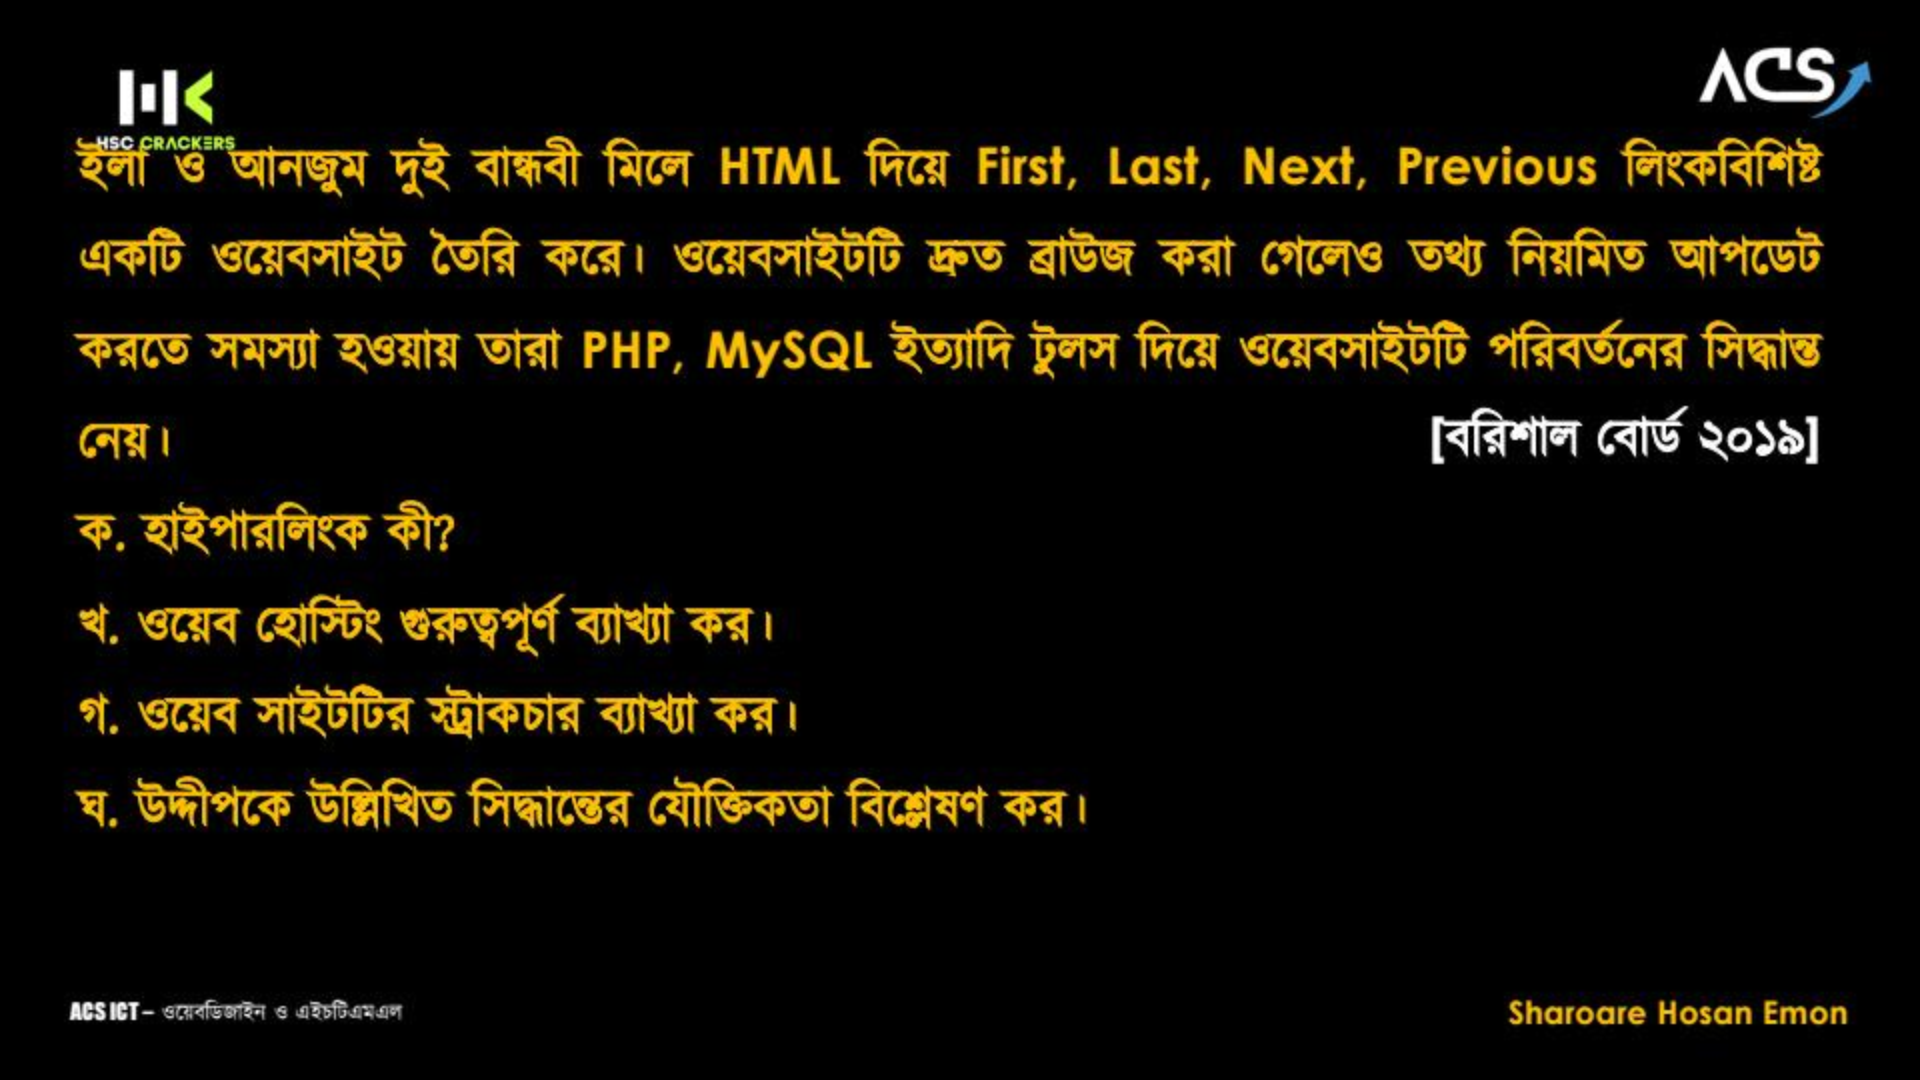 HSC CRACKERS
ACS
ইলা ও আনজুম দুই বান্ধবী মিলে HTML দিয়ে First, Last, Next, Previous লিংকবিশিষ্ট
একটি ওয়েবসাইট তৈরি করে। ওয়েবসাইটটি দ্রুত ব্রাউজ করা গেলেও তথ্য নিয়মিত আপডেট
করতে সমস্যা হওয়ায় তারা PHP, MySQL ইত্যাদি টুলস দিয়ে ওয়েবসাইটটি পরিবর্তনের সিদ্ধান্ত
নেয়। [বরিশাল বোর্ড ২০১৯]
ক. হাইপারলিংক কী?
খ. ওয়েব হোস্টিং গুরুত্বপূর্ণ ব্যাখ্যা কর।
গ. ওয়েব সাইটটির স্ট্রাকচার ব্যাখ্যা কর।
ঘ. উদ্দীপকে উল্লিখিত সিদ্ধান্তের যৌক্তিকতা বিশ্লেষণ কর।
ACS ICT – ওয়েবডিজাইন ও এইচটিএমএল
Sharoare Hosan Emon